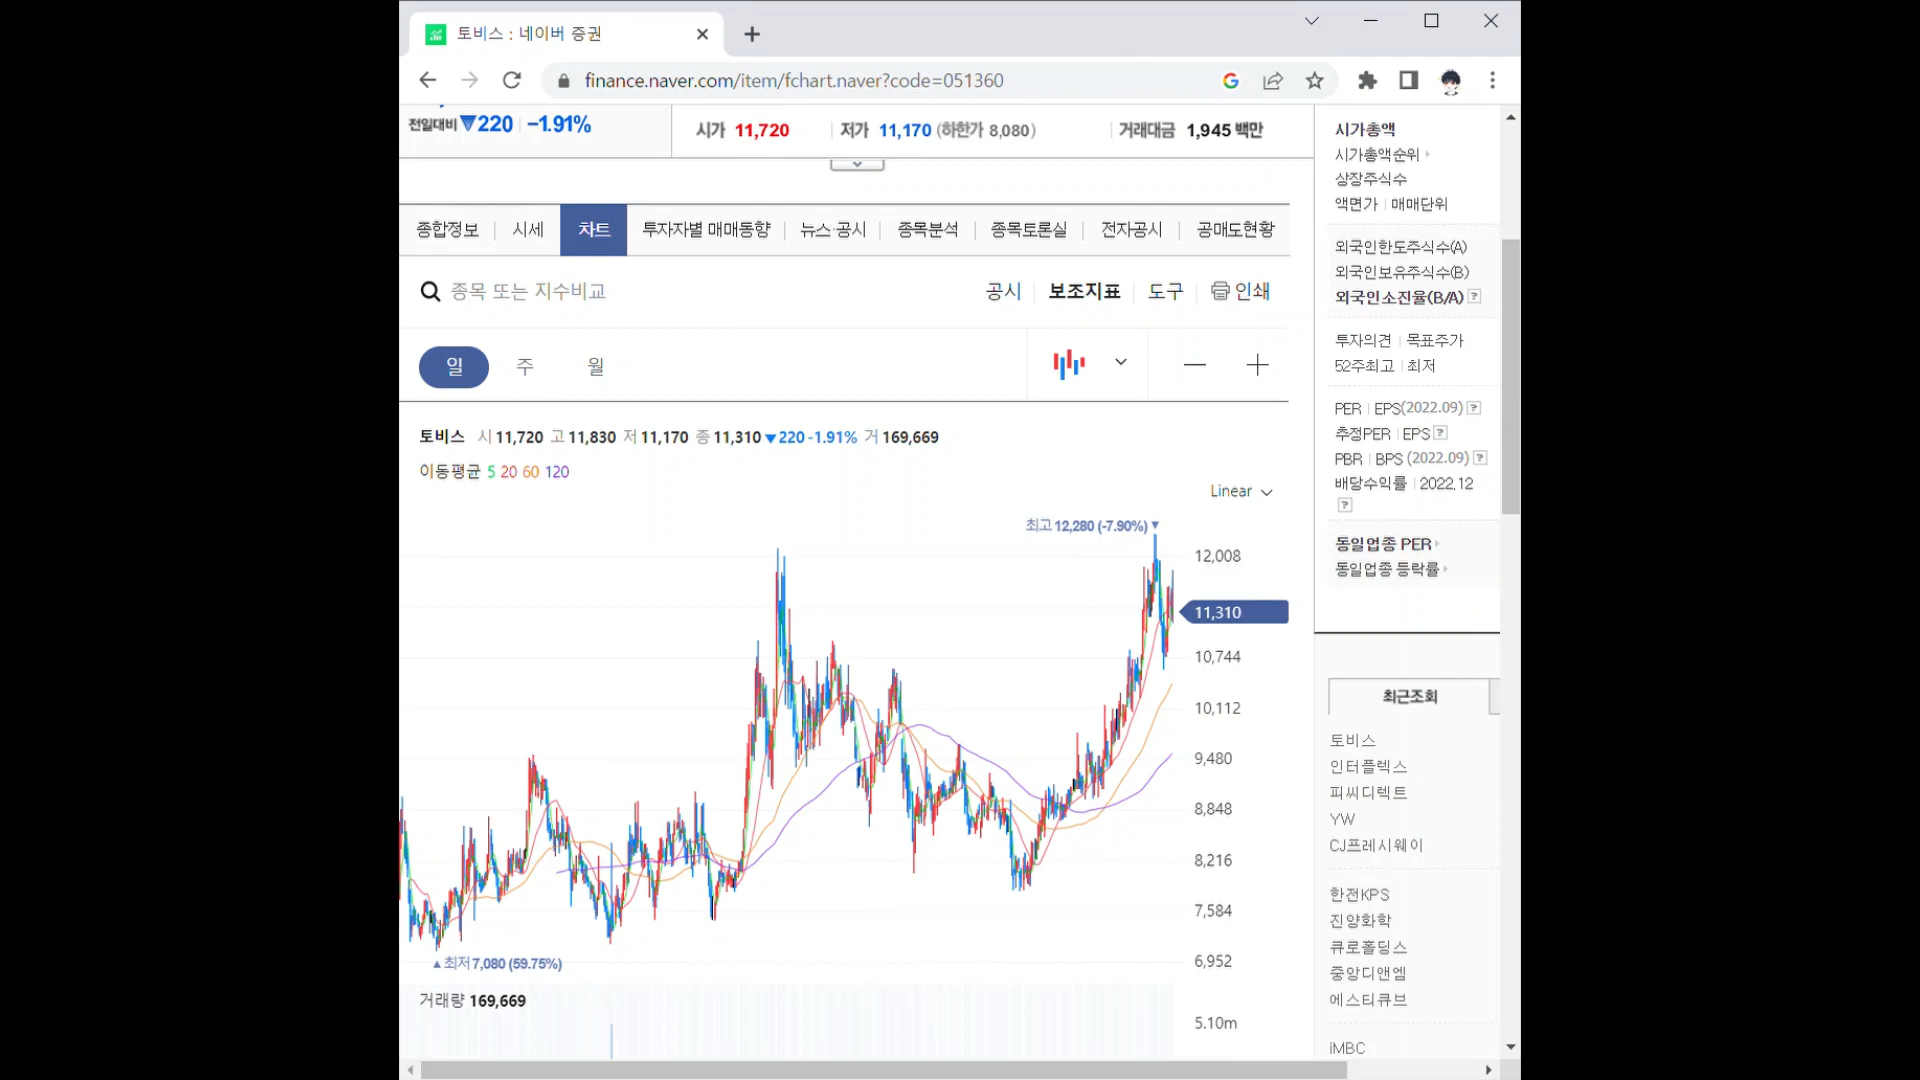 토비스 : 네이버 증권
finance.naver.com/item/fchart.naver?code=051360
전일대비 ▼220 -1.91%
시가 11,720 저가 11,170 (하한가 8,080) 거래대금 1,945 백만
종합정보 시세 차트 투자자별 매매동향 뉴스·공시 종목분석 종목토론실 전자공시 공매도현황
종목 또는 지수비교 공시 보조지표 도구 인쇄
일 주 월
토비스 시 11,720 고 11,830 저 11,170 종 11,310 ▼220 -1.91% 거 169,669
이동평균 5 20 60 120
Linear
최고 12,280 (-7.90%) ▼
12,008
11,310
10,744
10,112
9,480
8,848
8,216
7,584
6,952
▲최저 7,080 (59.75%)
거래량 169,669
5.10m
시가총액
시가총액순위
상장주식수
액면가 매매단위
외국인한도주식수(A)
외국인보유주식수(B)
외국인소진율(B/A) ?
투자의견 목표주가
52주최고 최저
PER EPS(2022.09) ?
추정PER EPS ?
PBR BPS (2022.09) ?
배당수익률 2022.12
?
동일업종 PER
동일업종 등락률
최근조회
토비스
인터플렉스
피씨디렉트
YW
CJ프레시웨이
한전KPS
진양화학
큐로홀딩스
중앙디앤엠
에스티큐브
iMBC